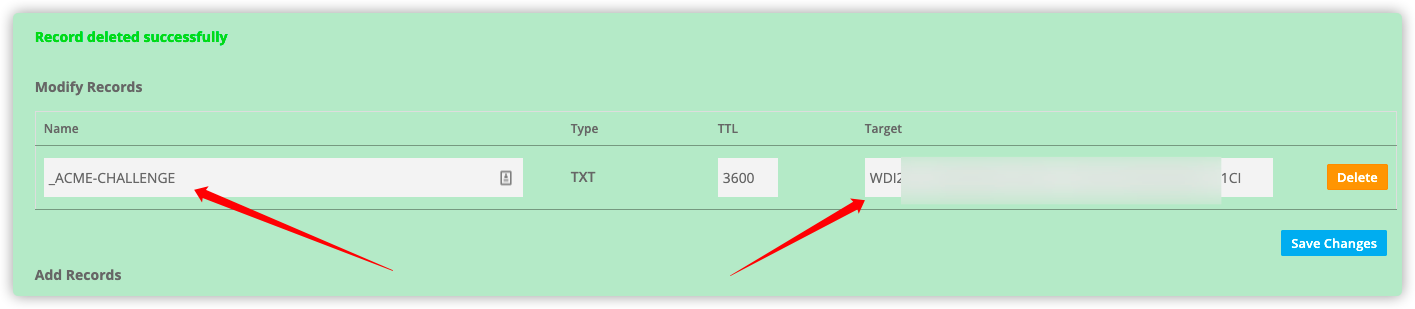 Record deleted successfully
Modify Records
Name Type TTL Target
_ACME-CHALLENGE TXT 3600 WDI2 1CI Delete
Save Changes
Add Records